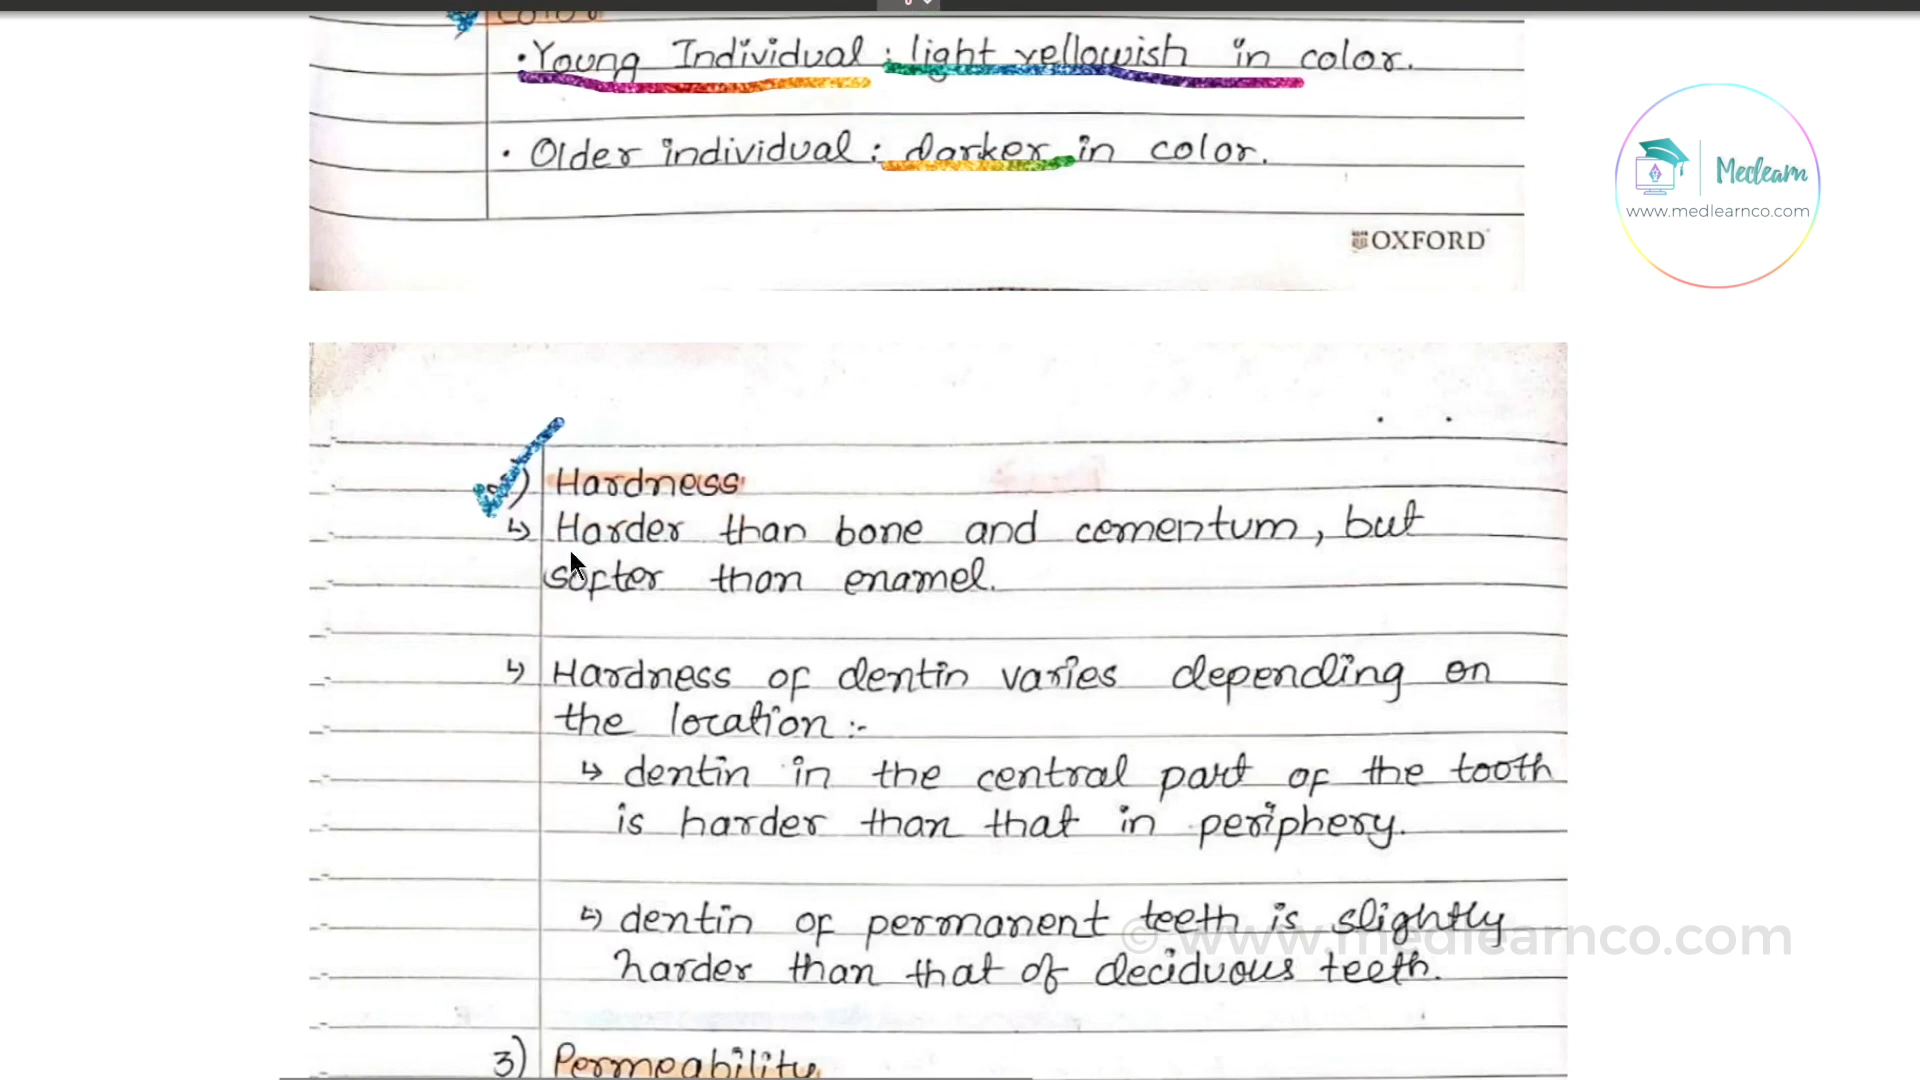 COLOR
• Young Individual : light yellowish in color.
• Older individual : darker in color.
OXFORD
Medlearn
www.medlearnco.com
) Hardness
↳ Harder than bone and cementum, but
softer than enamel.
↳ Hardness of dentin varies depending on
the location :-
↳ dentin in the central part of the tooth
is harder than that in periphery.
↳ dentin of permanent teeth is slightly
harder than that of deciduous teeth.
© www.medlearnco.com
3) Permeability